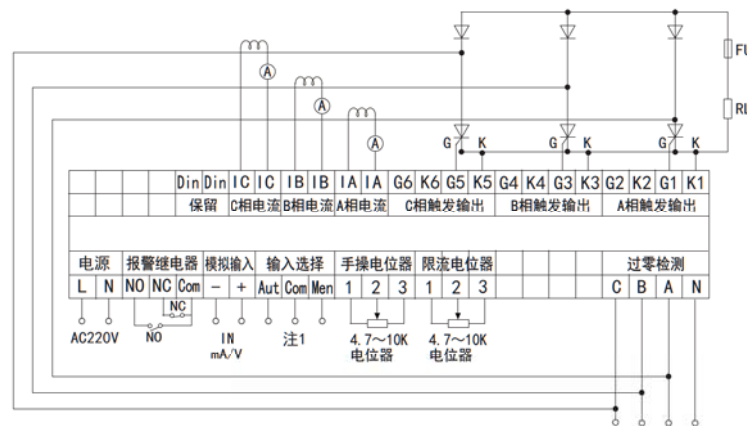 FU
A
A
RL
A
G K G K G K
Din Din IC IC IB IB IA IA G6 K6 G5 K5 G4 K4 G3 K3 G2 K2 G1 K1
保留 C相电流 B相电流 A相电流 C相触发输出 B相触发输出 A相触发输出
电源 报警继电器 模拟输入 输入选择 手操电位器 限流电位器 过零检测
L N NO NC Com － + Aut Com Men 1 2 3 1 2 3 C B A N
NC
AC220V NO IN 注1 4.7～10K 4.7～10K
mA/V 电位器 电位器